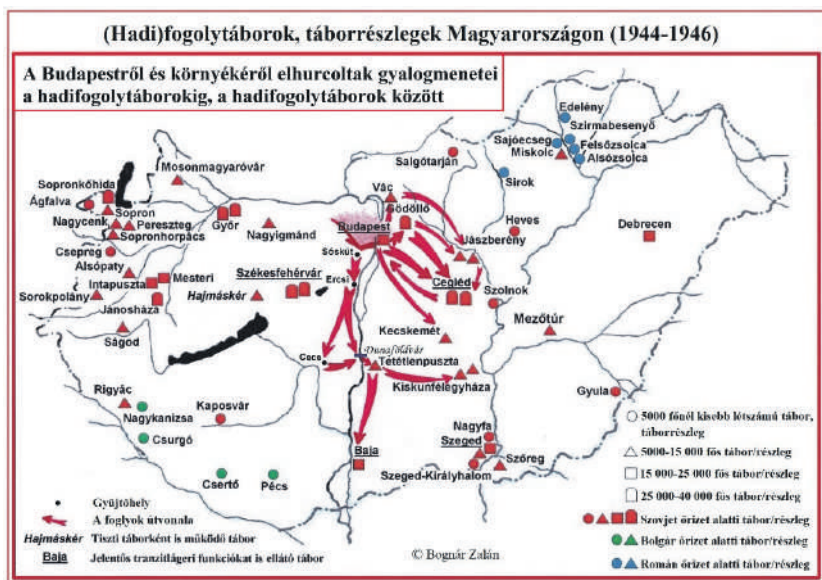 (Hadi)fogolytáborok, táborrészlegek Magyarországon (1944-1946)
A Budapestről és környékéről elhurcoltak gyalogmenetei
a hadifogolytáborokig, a hadifogolytáborok között
Edelény
Szirmabesenyő
Sajóecseg
Felsőzsolca
Miskolc
Alsózsolca
Salgótarján
Sirok
Mosonmagyaróvár
Sopronkőhida
Ágfalva
Sopron
Nagycenk
Pereszteg
Sopronhorpács
Győr
Nagyigmánd
Vác
Gödöllő
Budapest
Heves
Jászberény
Debrecen
Csepreg
Alsópaty
Sóskút
Intapuszta
Mesteri
Székesfehérvár
Ercsi
Cegléd
Sorokpolány
Jánosháza
Hajmáskér
Szolnok
Ságod
Kecskemét
Mezőtúr
Cece
Dunaföldvár
Tetétlenpuszta
Kiskunfélegyháza
Rigyác
Nagykanizsa
Kaposvár
Gyula
Csurgó
Nagyfa
Szeged
Baja
Szőreg
Csertő
Pécs
Szeged-Királyhalom
5000 főnél kisebb létszámú tábor,
táborrészleg
5000-15 000 fős tábor/részleg
15 000-25 000 fős tábor/részleg
25 000-40 000 fős tábor/részleg
Szovjet őrizet alatti tábor/részleg
Bolgár őrizet alatti tábor/részleg
Román őrizet alatti tábor/részleg
Gyűjtőhely
A foglyok útvonala
Hajmáskér Tiszti táborként is működő tábor
Baja Jelentős tranzitlágeri funkciókat is ellátó tábor
© Bognár Zalán